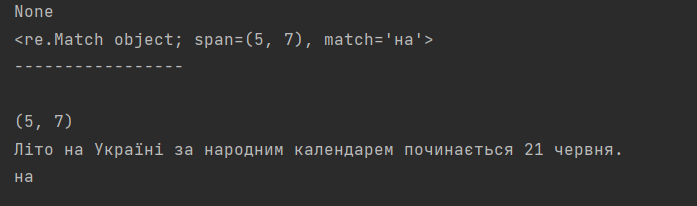 None
<re.Match object; span=(5, 7), match='на'>
-----------------
(5, 7)
Літо на Україні за народним календарем починається 21 червня.
на